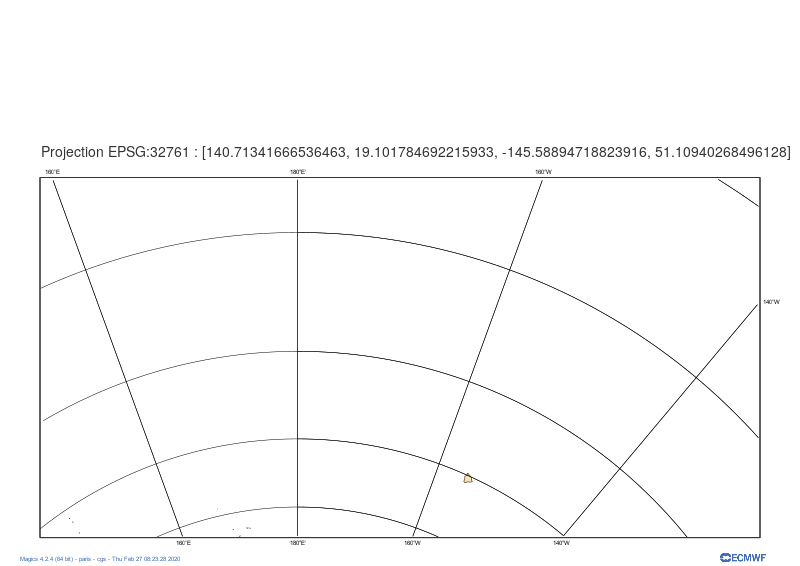 Projection EPSG:32761 : [140.71341666536463, 19.101784692215933, -145.58894718823916, 51.10940268496128]
160°E 180°E 160°W
140°W
160°E 180°E 160°W 140°W
Magics 4.2.4 (64 bit) - paris - cgs - Thu Feb 27 08:23:28 2020
ECMWF